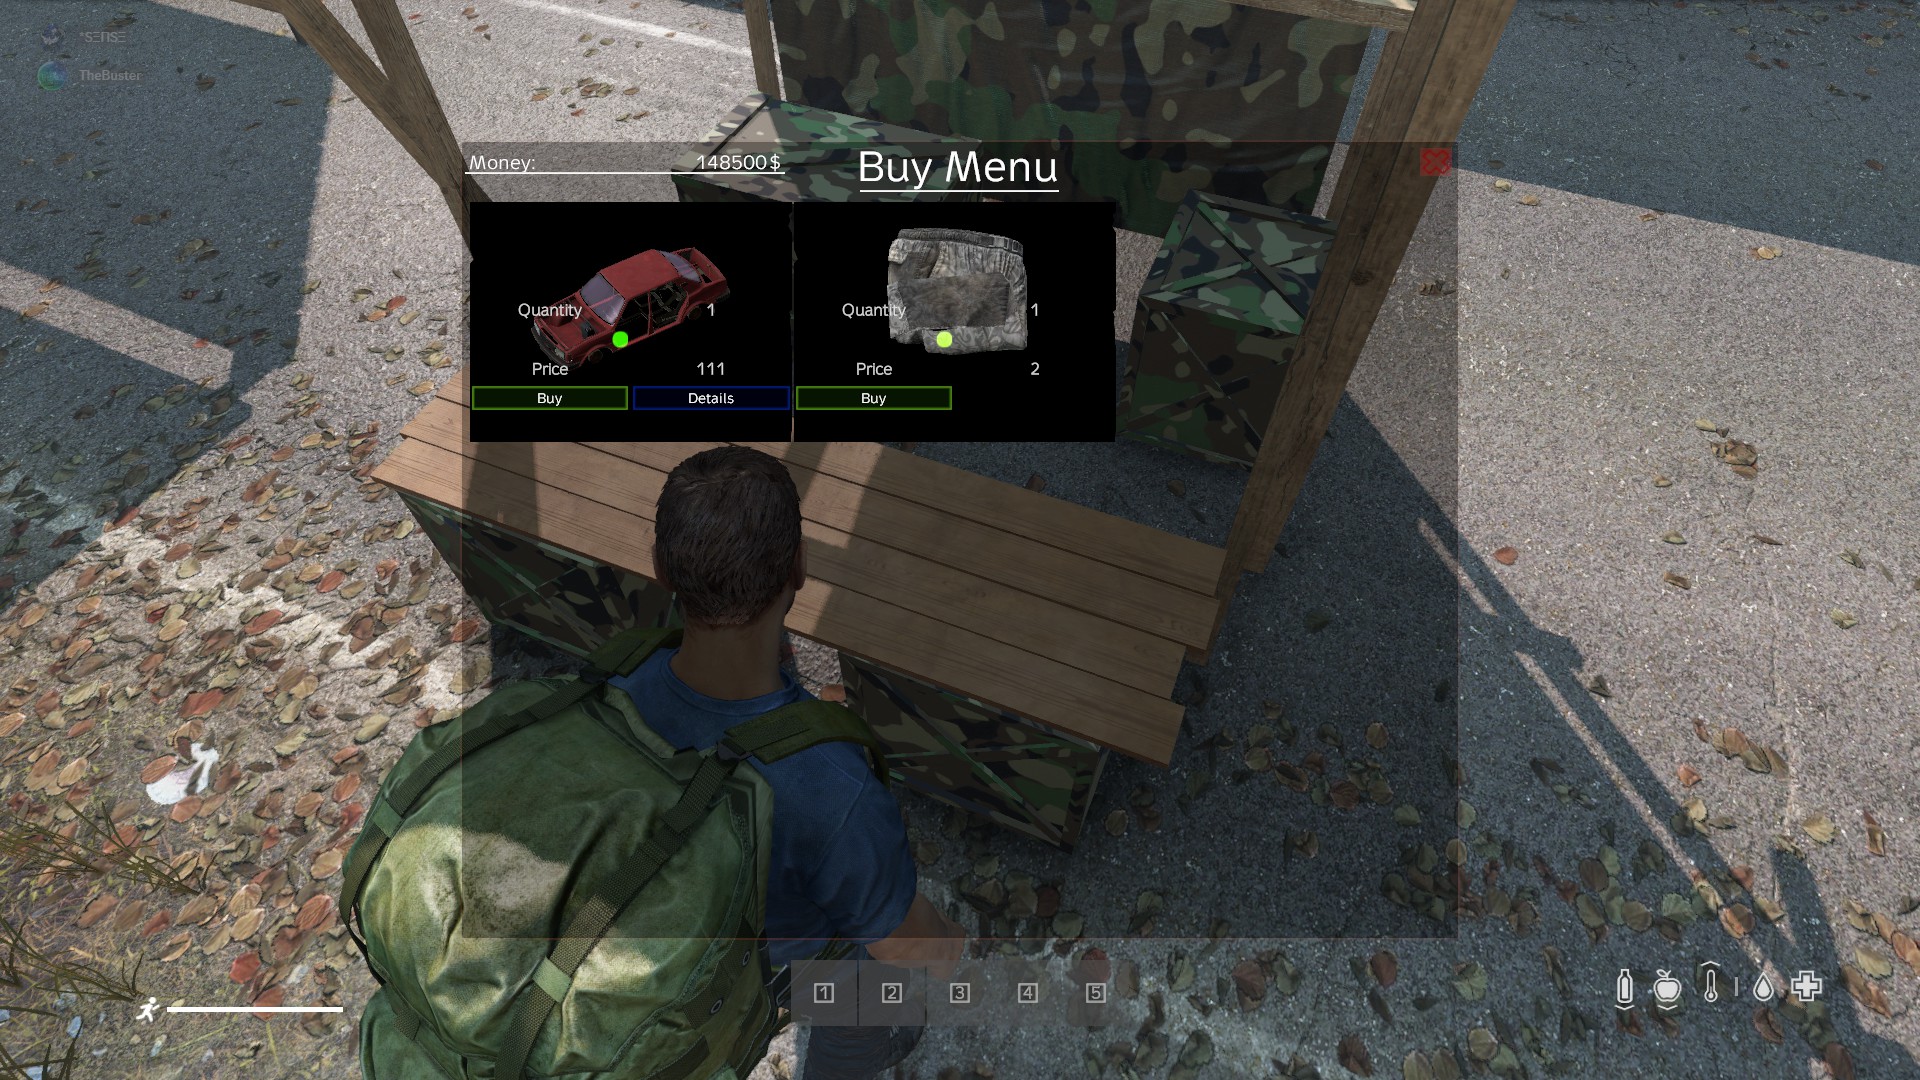 *SENSE
TheBuster
Money: 148500$
Buy Menu
Quantity 1
Price 111
Buy Details
Quantity 1
Price 2
Buy
1 2 3 4 5